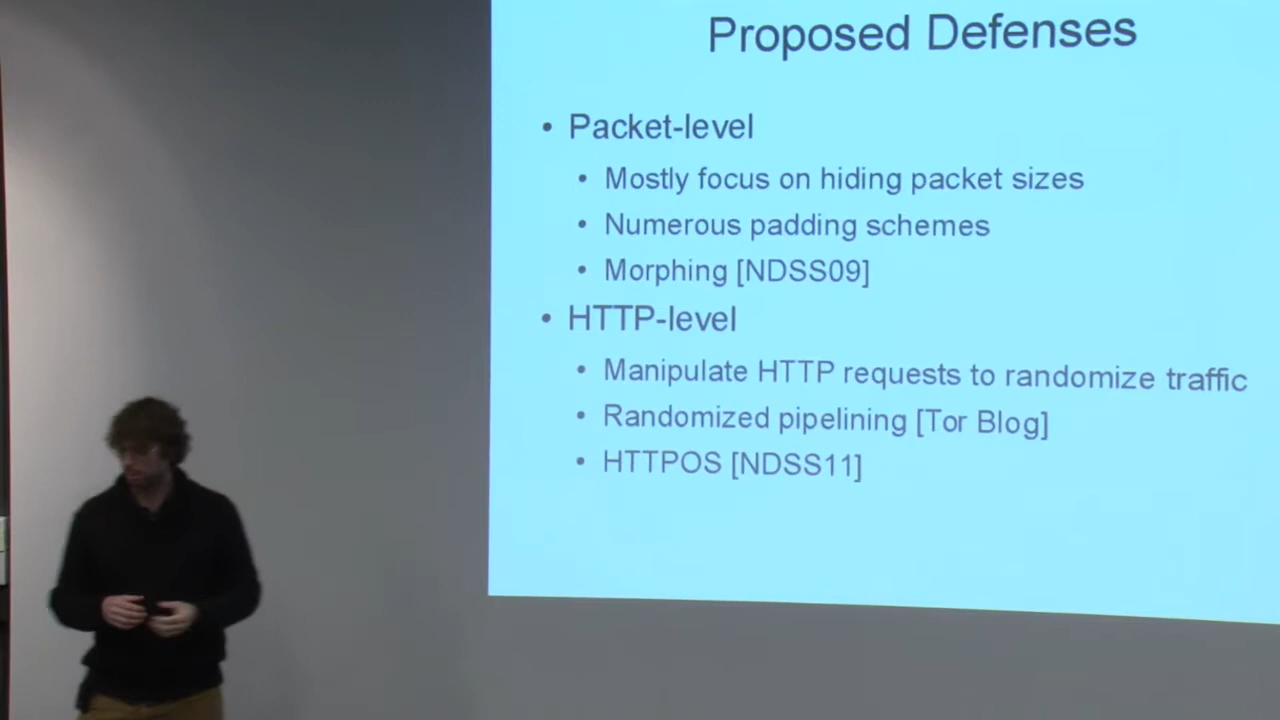 Proposed Defenses
• Packet-level
• Mostly focus on hiding packet sizes
• Numerous padding schemes
• Morphing [NDSS09]
• HTTP-level
• Manipulate HTTP requests to randomize traffic
• Randomized pipelining [Tor Blog]
• HTTPOS [NDSS11]